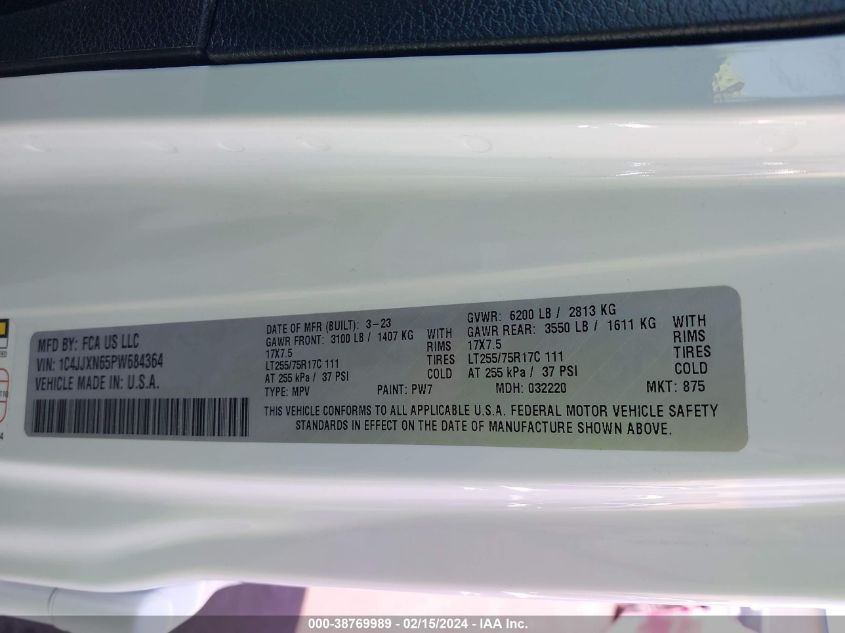 MFD BY: FCA US LLC
VIN: 1C4JJXN65PW684364
VEHICLE MADE IN: U.S.A.
DATE OF MFR (BUILT): 3-23
GAWR FRONT: 3100 LB / 1407 KG WITH
17X7.5 RIMS
LT255/75R17C 111 TIRES
AT 255 kPa / 37 PSI COLD
GVWR: 6200 LB / 2813 KG
GAWR REAR: 3550 LB / 1611 KG WITH
17X7.5 RIMS
LT255/75R17C 111 TIRES
AT 255 kPa / 37 PSI COLD
TYPE: MPV PAINT: PW7 MDH: 032220 MKT: 875
THIS VEHICLE CONFORMS TO ALL APPLICABLE U.S.A. FEDERAL MOTOR VEHICLE SAFETY
STANDARDS IN EFFECT ON THE DATE OF MANUFACTURE SHOWN ABOVE.
000-38769989 - 02/15/2024 - IAA Inc.